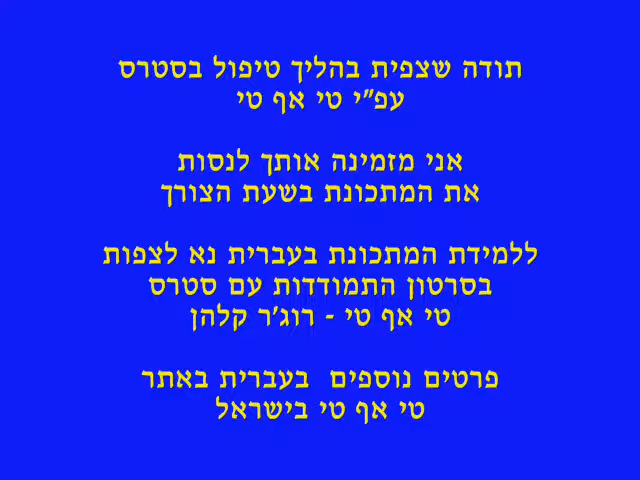 תודה שצפית בהליך טיפול בסטרס
עפ"י טי אף טי
אני מזמינה אותך לנסות
את המתכונת בשעת הצורך
ללמידת המתכונת בעברית נא לצפות
בסרטון התמודדות עם סטרס
טי אף טי - רוג'ר קלהן
פרטים נוספים בעברית באתר
טי אף טי בישראל